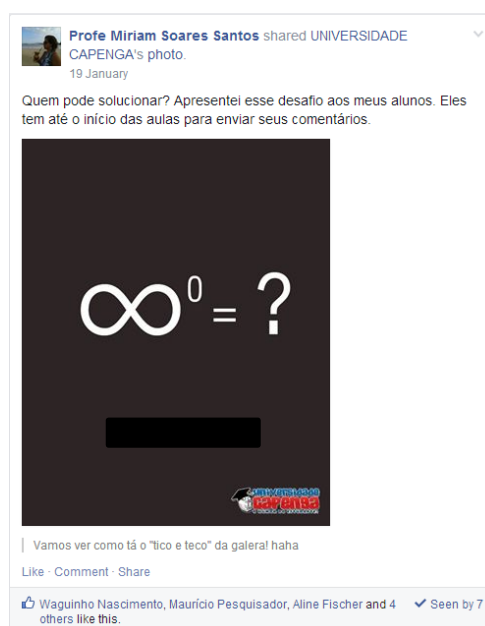 Profe Miriam Soares Santos shared UNIVERSIDADE
CAPENGA's photo.
19 January
Quem pode solucionar? Apresentei esse desafio aos meus alunos. Eles
tem até o início das aulas para enviar seus comentários.
∞⁰ = ?
UNIVERSIDADE
CAPENGA
Vamos ver como tá o "tico e teco" da galera! haha
Like · Comment · Share
Waguinho Nascimento, Maurício Pesquisador, Aline Fischer and 4
others like this.
Seen by 7